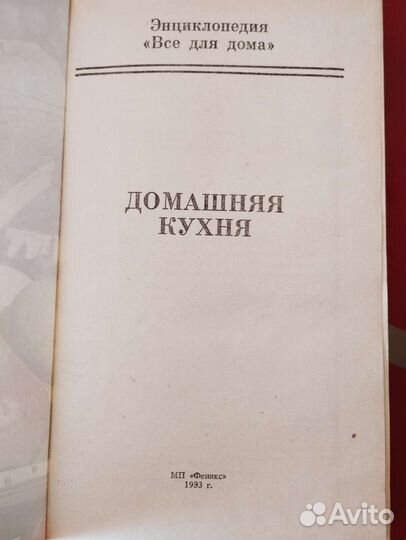 Энциклопедия
«Все для дома»
ДОМАШНЯЯ
КУХНЯ
МП «Феникс»
1993 г.
Avito